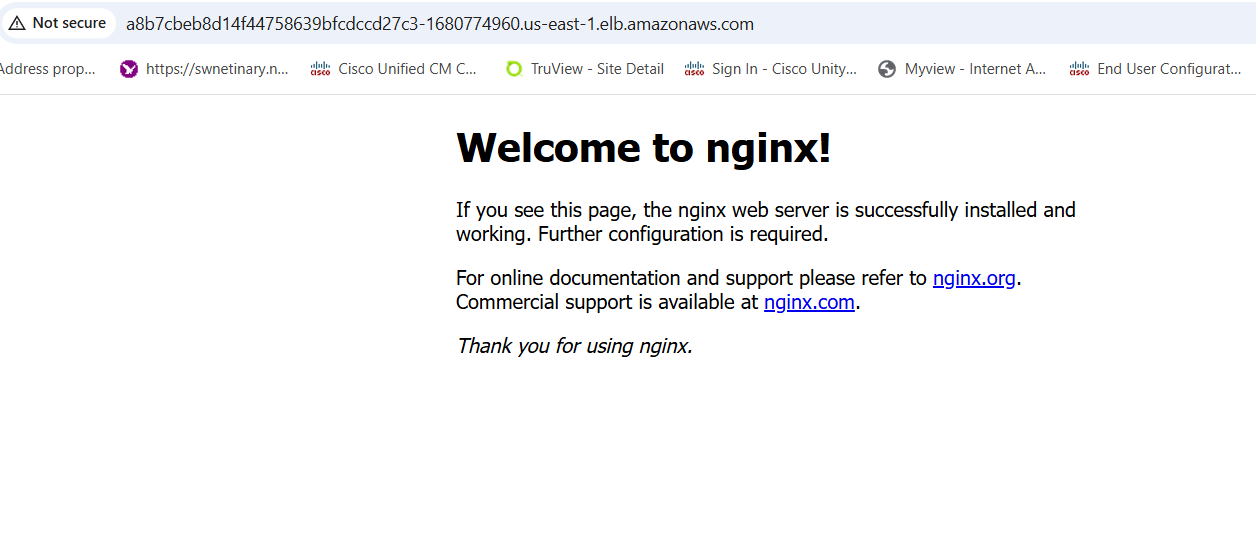 Not secure a8b7cbeb8d14f44758639bfcdccd27c3-1680774960.us-east-1.elb.amazonaws.com
Address prop... https://swnetinary.n... Cisco Unified CM C... TruView - Site Detail Sign In - Cisco Unity... Myview - Internet A... End User Configurat...
Welcome to nginx!
If you see this page, the nginx web server is successfully installed and
working. Further configuration is required.
For online documentation and support please refer to nginx.org.
Commercial support is available at nginx.com.
Thank you for using nginx.